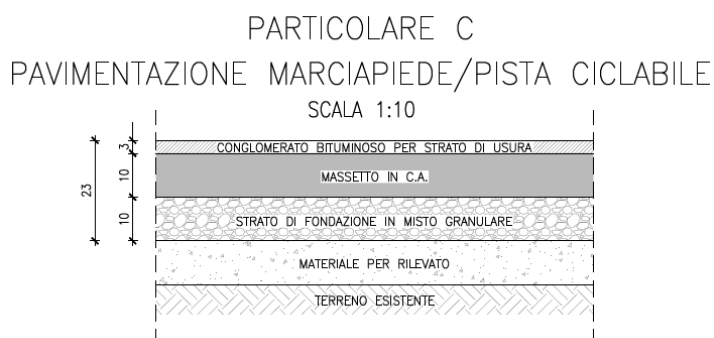 PARTICOLARE C
PAVIMENTAZIONE MARCIAPIEDE/PISTA CICLABILE
SCALA 1:10
3
CONGLOMERATO BITUMINOSO PER STRATO DI USURA
23
10
MASSETTO IN C.A.
10
STRATO DI FONDAZIONE IN MISTO GRANULARE
MATERIALE PER RILEVATO
TERRENO ESISTENTE